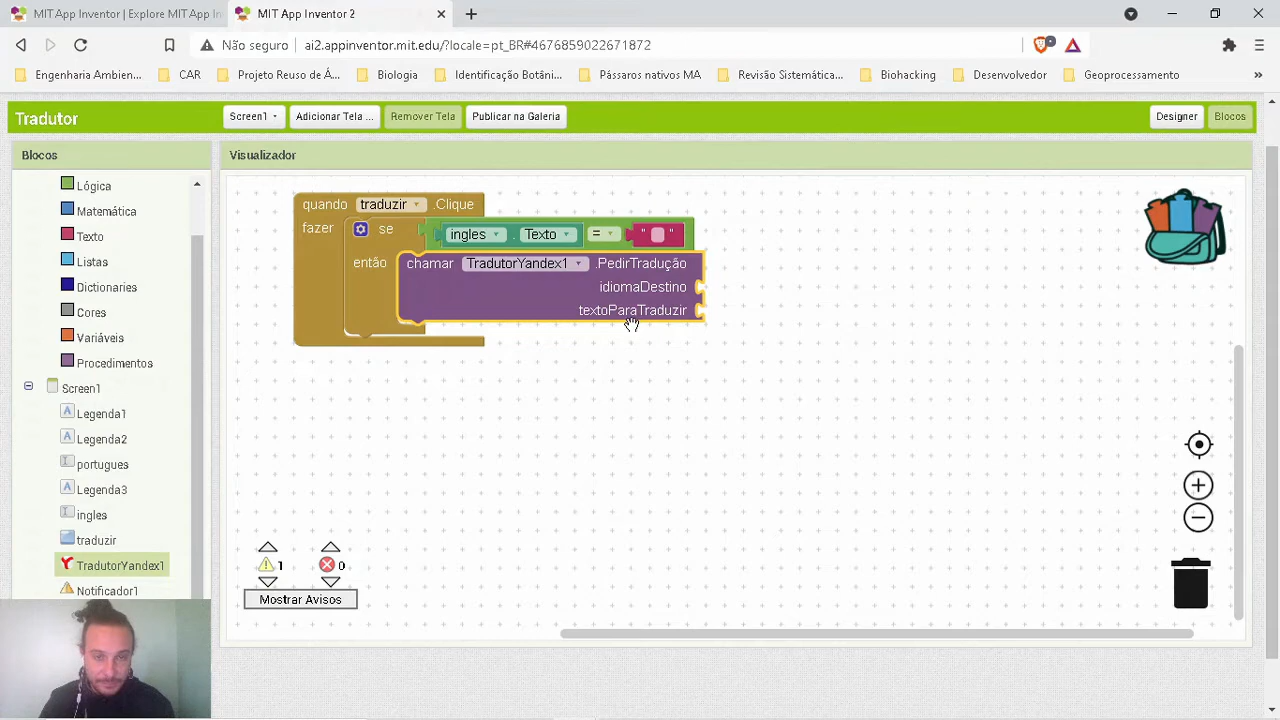 MIT App Inventor | Explore MIT App In
MIT App Inventor 2
Não seguro
ai2.appinventor.mit.edu/?locale=pt_BR#4676859022671872
Engenharia Ambien...
CAR
Projeto Reuso de Á...
Biologia
Identificação Botân...
Pássaros nativos MA
Revisão Sistemática...
Biohacking
Desenvolvedor
Geoprocessamento
»
Tradutor
Screen1
Adicionar Tela ...
Remover Tela
Publicar na Galeria
Designer
Blocos
Blocos
Visualizador
Lógica
Matemática
Texto
Listas
Dictionaries
Cores
Variáveis
Procedimentos
Screen1
Legenda1
Legenda2
portugues
Legenda3
ingles
traduzir
TradutorYandex1
Notificador1
quando traduzir .Clique
fazer se ingles . Texto = " "
então chamar TradutorYandex1 .PedirTradução
idiomaDestino
textoParaTraduzir
1 0
Mostrar Avisos